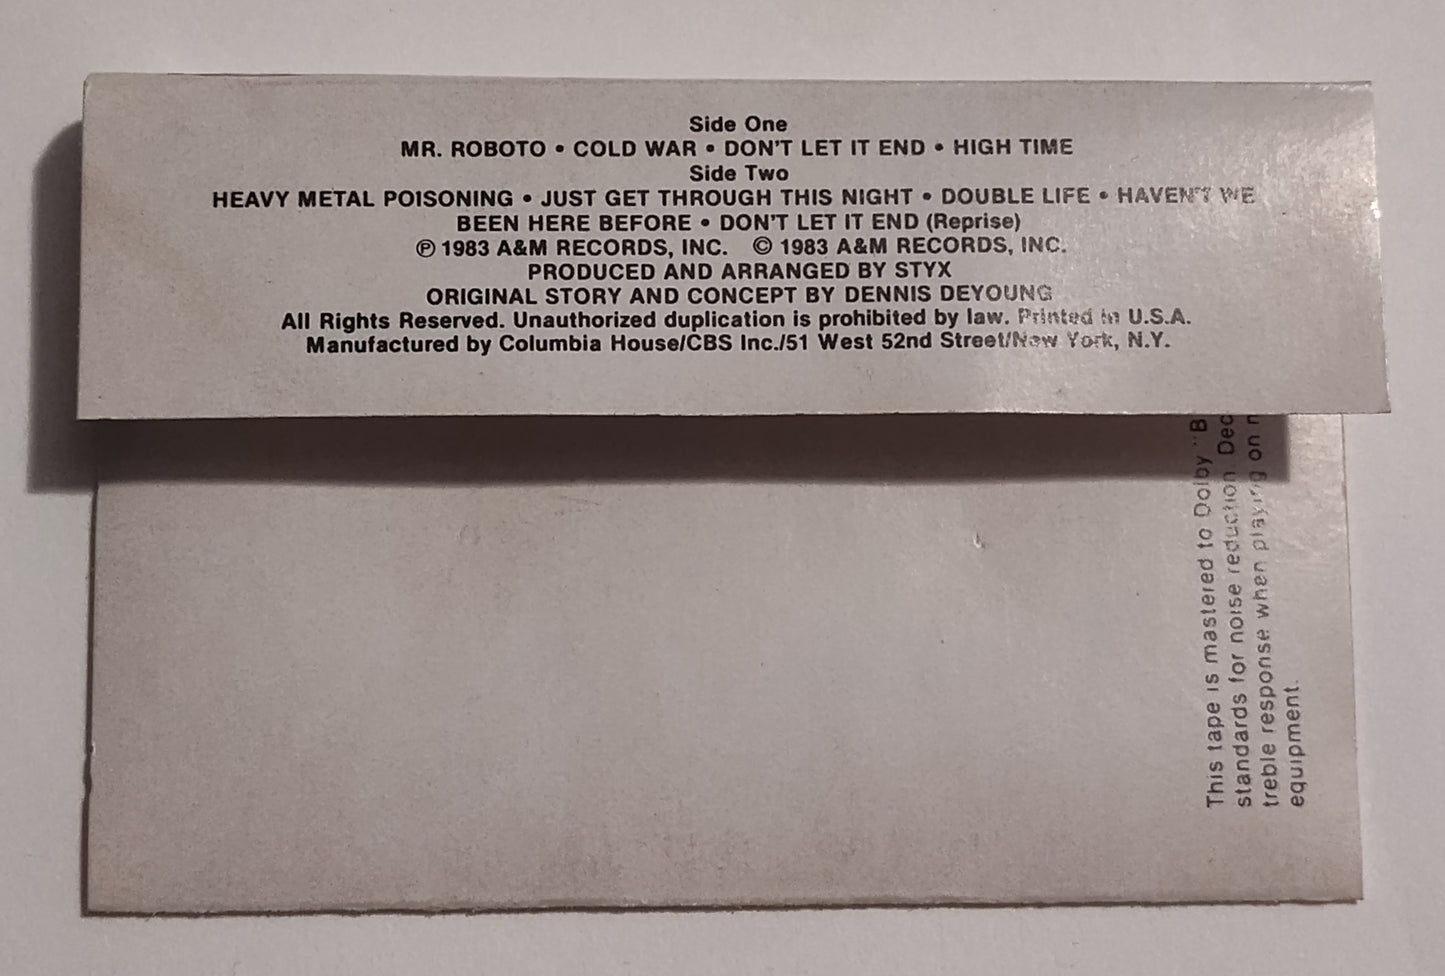 Side One
MR. ROBOTO • COLD WAR • DON'T LET IT END • HIGH TIME
Side Two
HEAVY METAL POISONING • JUST GET THROUGH THIS NIGHT • DOUBLE LIFE • HAVEN'T WE
BEEN HERE BEFORE • DON'T LET IT END (Reprise)
℗ 1983 A&M RECORDS, INC. © 1983 A&M RECORDS, INC.
PRODUCED AND ARRANGED BY STYX
ORIGINAL STORY AND CONCEPT BY DENNIS DEYOUNG
All Rights Reserved. Unauthorized duplication is prohibited by law. Printed in U.S.A.
Manufactured by Columbia House/CBS Inc./51 West 52nd Street/New York, N.Y.
This tape is mastered to Dolby "B
standards for noise reduction Dec
treble response when playing on
equipment.